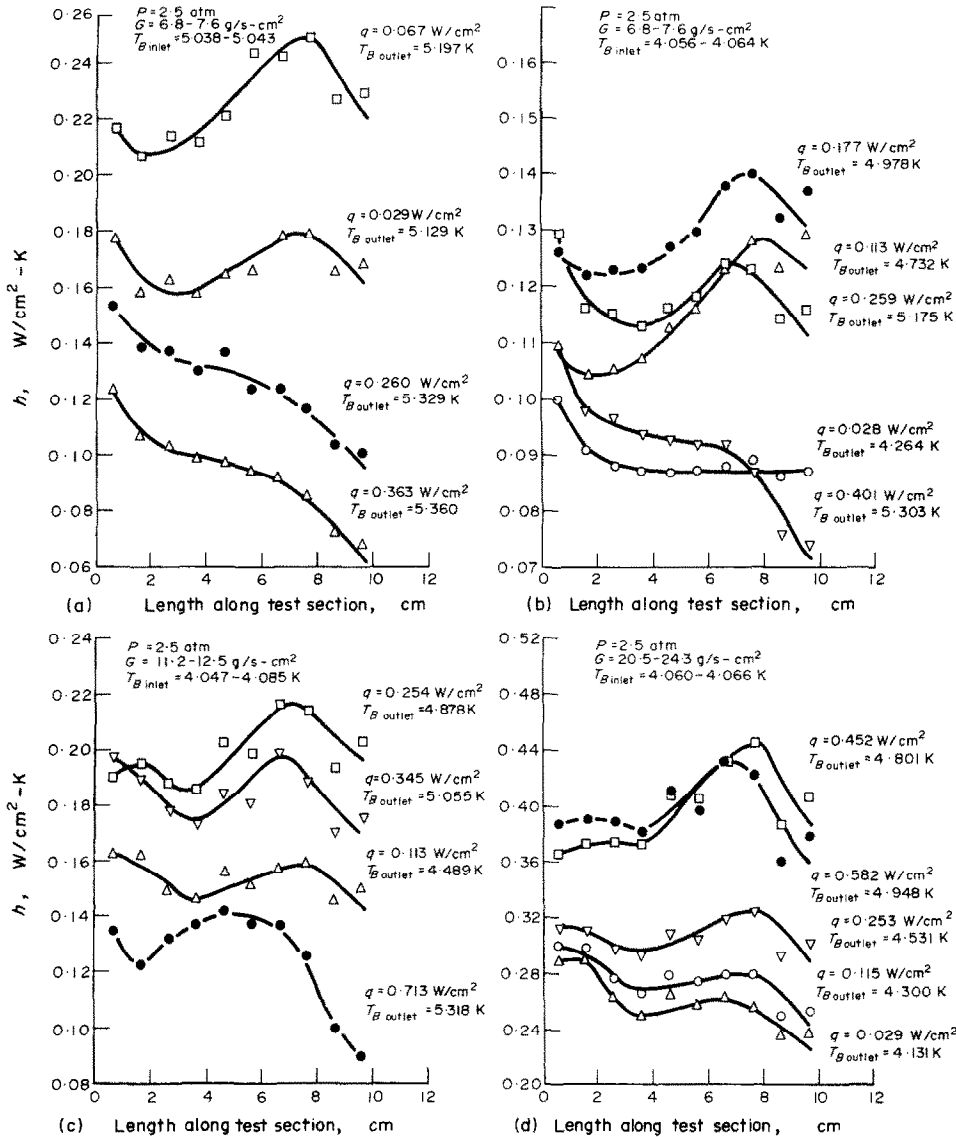 P = 2·5 atm
G = 6·8–7·6 g/s-cm²
T_B inlet = 5·038–5·043
q = 0·067 W/cm²
T_B outlet = 5·197 K
q = 0·029 W/cm²
T_B outlet = 5·129 K
q = 0·260 W/cm²
T_B outlet = 5·329 K
q = 0·363 W/cm²
T_B outlet = 5·360
h, W/cm²–K
0·26
0·24
0·22
0·20
0·18
0·16
0·14
0·12
0·10
0·08
0·06
0 2 4 6 8 10 12
(a) Length along test section, cm
P = 2·5 atm
G = 6·8–7·6 g/s-cm²
T_B inlet = 4·056–4·064 K
q = 0·177 W/cm²
T_B outlet = 4·978 K
q = 0·113 W/cm²
T_B outlet = 4·732 K
q = 0·259 W/cm²
T_B outlet = 5·175 K
q = 0·028 W/cm²
T_B outlet = 4·264 K
q = 0·401 W/cm²
T_B outlet = 5·303 K
0·17
0·16
0·15
0·14
0·13
0·12
0·11
0·10
0·09
0·08
0·07
0 2 4 6 8 10 12
(b) Length along test section, cm
P = 2·5 atm
G = 11·2–12·5 g/s-cm²
T_B inlet = 4·047–4·085 K
q = 0·254 W/cm²
T_B outlet = 4·878 K
q = 0·345 W/cm²
T_B outlet = 5·055 K
q = 0·113 W/cm²
T_B outlet = 4·489 K
q = 0·713 W/cm²
T_B outlet = 5·318 K
h, W/cm²–K
0·24
0·22
0·20
0·18
0·16
0·14
0·12
0·10
0·08
0 2 4 6 8 10 12
(c) Length along test section, cm
P = 2·5 atm
G = 20·5–24·3 g/s-cm²
T_B inlet = 4·060–4·066 K
q = 0·452 W/cm²
T_B outlet = 4·801 K
q = 0·582 W/cm²
T_B outlet = 4·948 K
q = 0·253 W/cm²
T_B outlet = 4·531 K
q = 0·115 W/cm²
T_B outlet = 4·300 K
q = 0·029 W/cm²
T_B outlet = 4·131 K
0·52
0·48
0·44
0·40
0·36
0·32
0·28
0·24
0·20
0 2 4 6 8 10 12
(d) Length along test section, cm